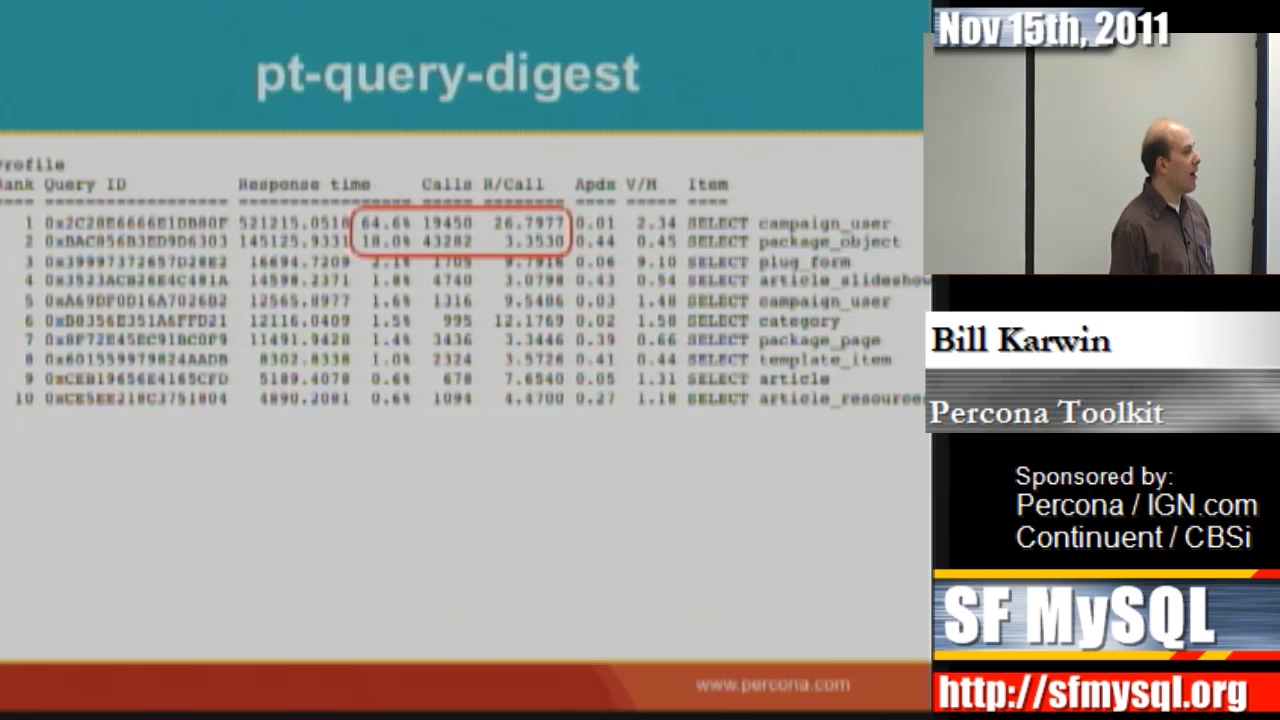 pt-query-digest
Profile
Rank Query ID Response time Calls R/Call Apdx V/M Item
1 521215.0518 64.6% 19450 26.7977 0.01 2.34 SELECT campaign_user
2 145125.9331 18.0% 43282 3.3530 0.44 0.45 SELECT package_object
3 16694.7209 2.1% 1705 9.7916 0.06 9.10 SELECT plug_form
4 14598.2371 1.8% 4740 3.0798 0.43 0.54 SELECT article_slideshow
5 12565.8977 1.6% 1316 9.5486 0.03 1.48 SELECT campaign_user
6 12116.0409 1.5% 995 12.1769 0.02 1.58 SELECT category
7 11491.9428 1.4% 3436 3.3446 0.39 0.66 SELECT package_page
8 8302.8338 1.0% 2324 3.5726 0.41 0.44 SELECT template_item
9 5189.4078 0.6% 678 7.6540 0.05 1.31 SELECT article
10 4890.2081 0.6% 1094 4.4700 0.27 1.18 SELECT article_resource
www.percona.com
Nov 15th, 2011
Bill Karwin
Percona Toolkit
Sponsored by:
Percona / IGN.com
Continuent / CBSi
SF MySQL
http://sfmysql.org